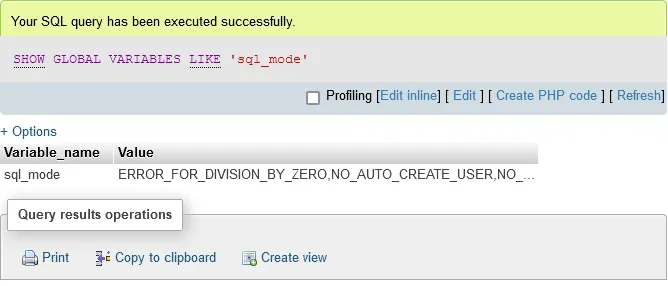 Your SQL query has been executed successfully.
SHOW GLOBAL VARIABLES LIKE 'sql_mode'
Profiling [Edit inline] [ Edit ] [ Create PHP code ] [ Refresh]
+ Options
Variable_name Value
sql_mode ERROR_FOR_DIVISION_BY_ZERO,NO_AUTO_CREATE_USER,NO_...
Query results operations
Print Copy to clipboard Create view